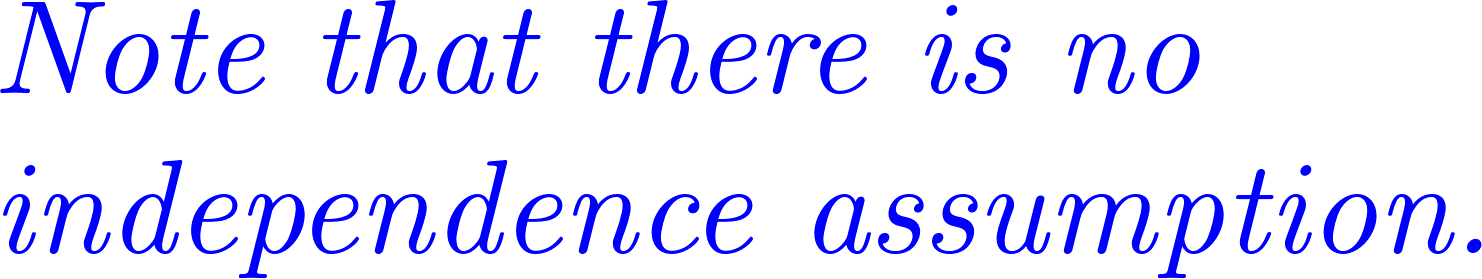 Note that there is no
independence assumption.